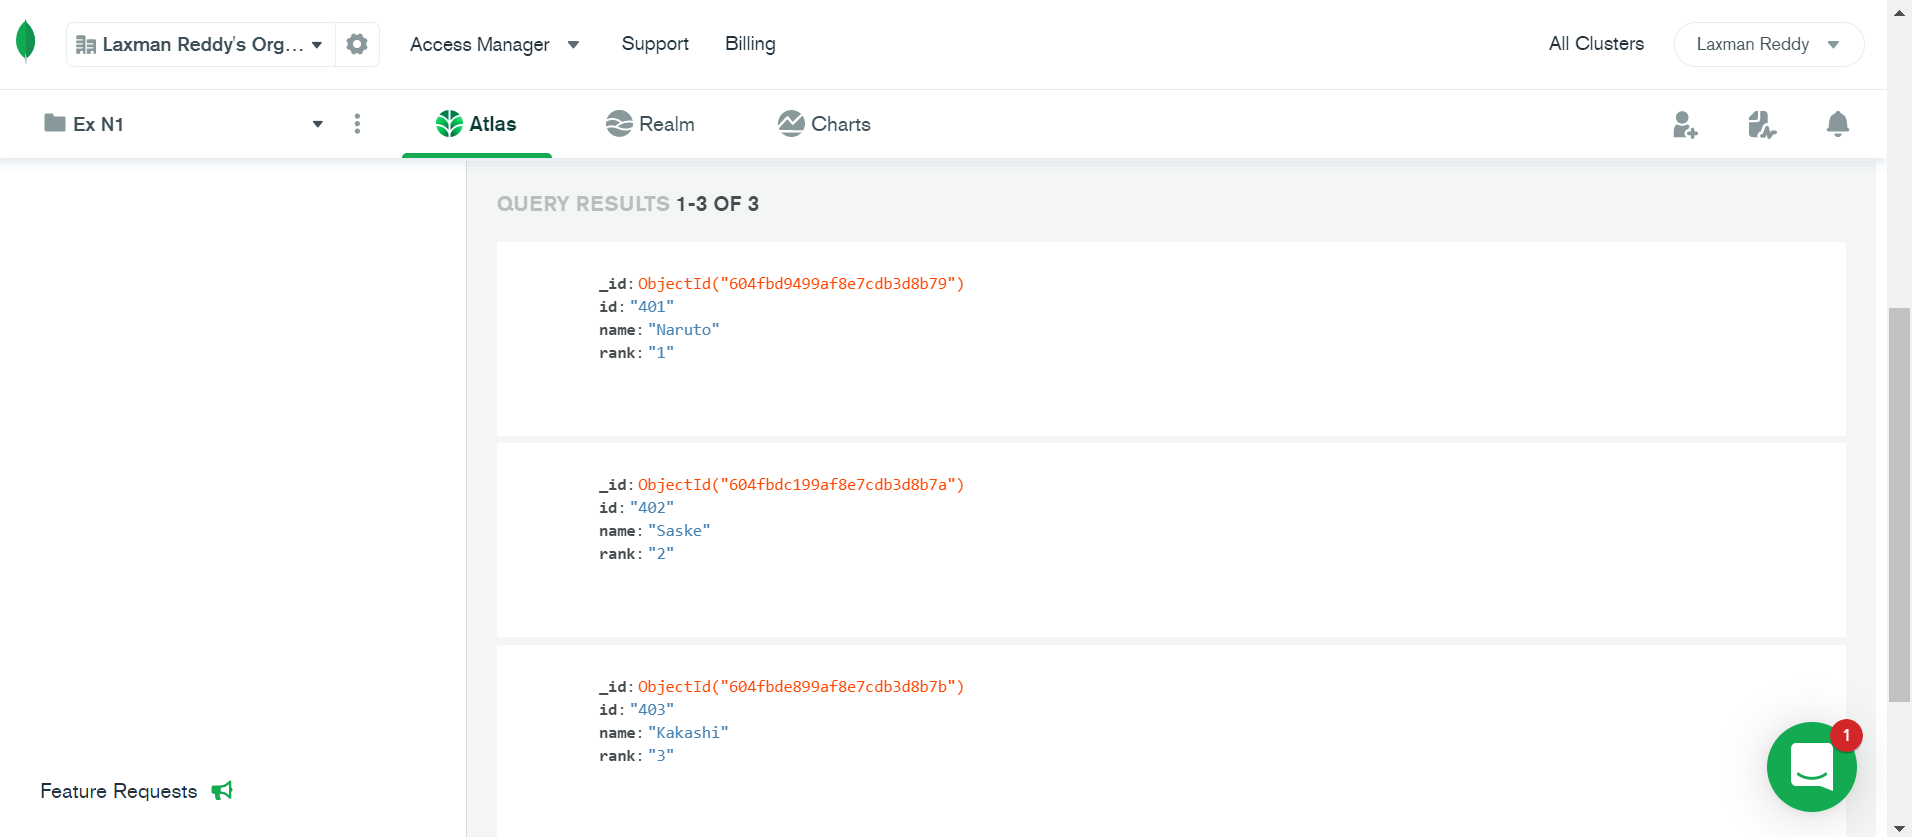 Laxman Reddy's Org...
Access Manager
Support
Billing
All Clusters
Laxman Reddy
Ex N1
Atlas
Realm
Charts
QUERY RESULTS 1-3 OF 3
_id: ObjectId("604fbd9499af8e7cdb3d8b79")
id: "401"
name: "Naruto"
rank: "1"
_id: ObjectId("604fbdc199af8e7cdb3d8b7a")
id: "402"
name: "Saske"
rank: "2"
_id: ObjectId("604fbde899af8e7cdb3d8b7b")
id: "403"
name: "Kakashi"
rank: "3"
1
Feature Requests